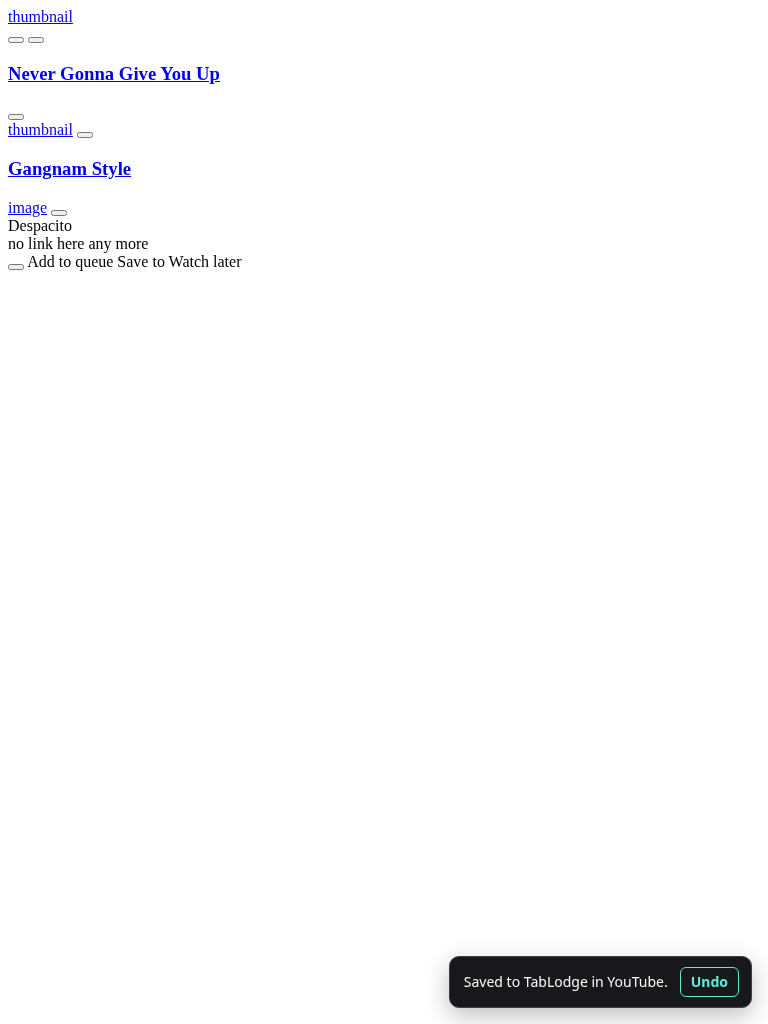 thumbnail
Never Gonna Give You Up
thumbnail
Gangnam Style
image
Despacito
no link here any more
Add to queue Save to Watch later
Saved to TabLodge in YouTube. Undo